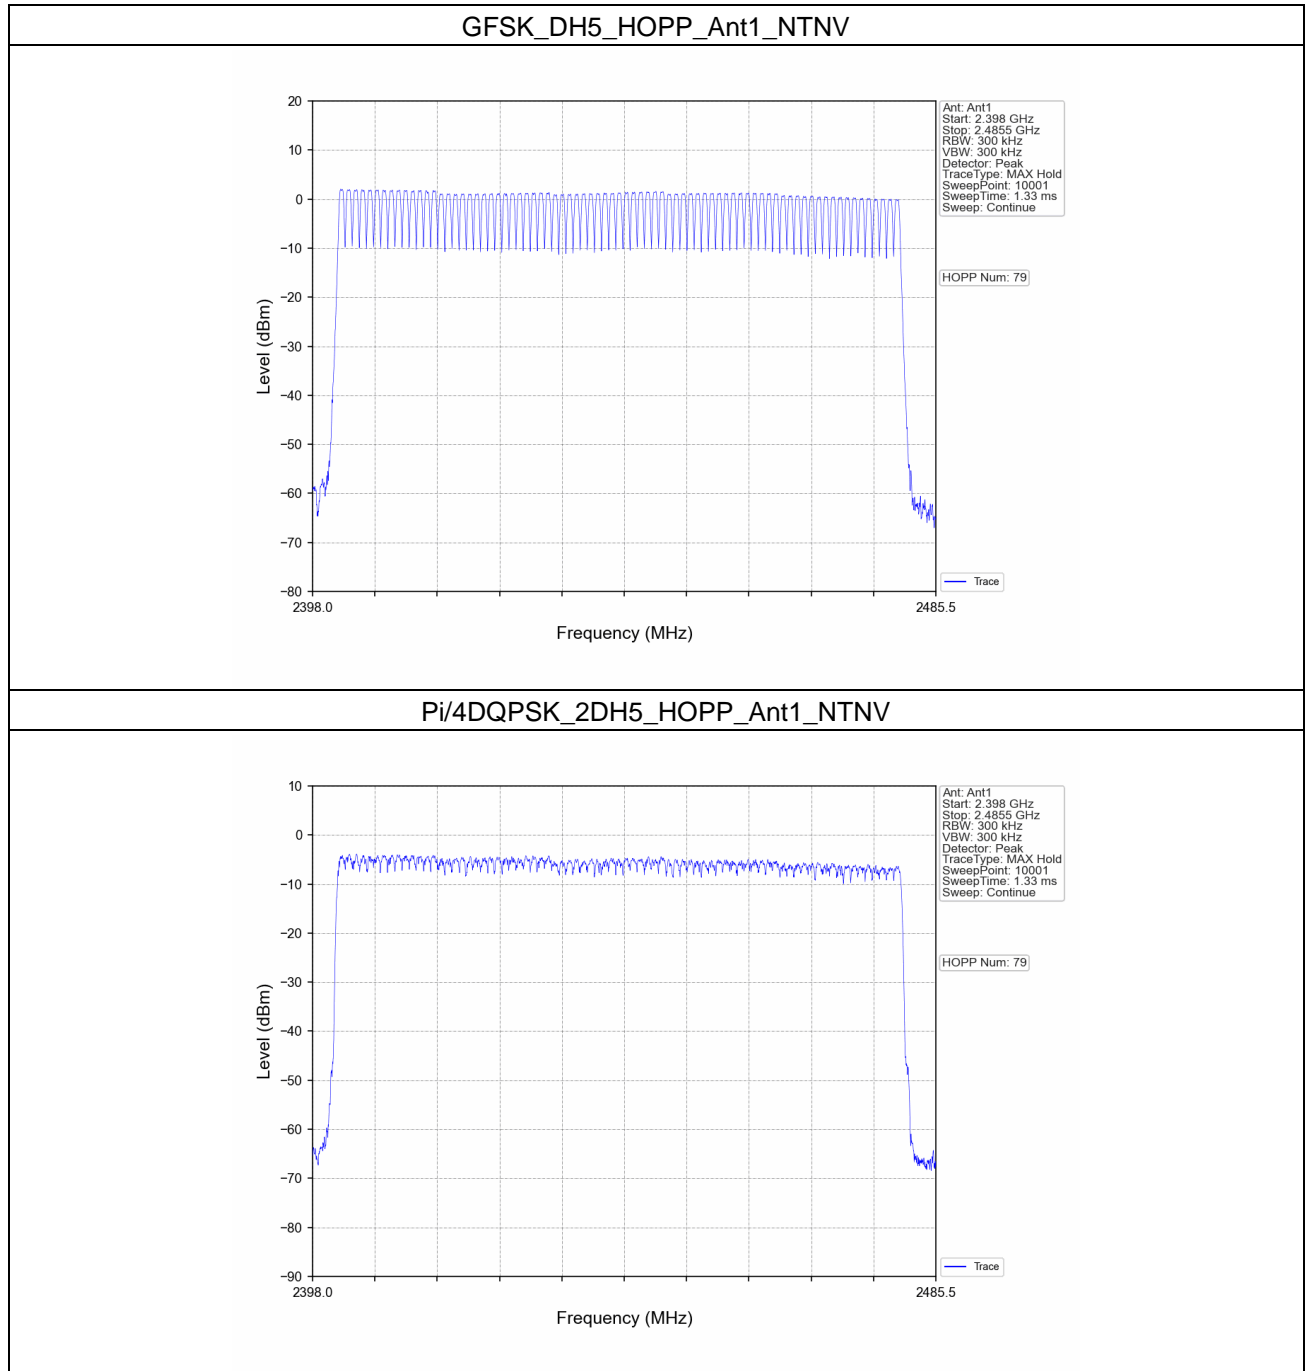 GFSK_DH5_HOPP_Ant1_NTNV
20
10
0
−10
−20
−30
−40
−50
−60
−70
−80
Level (dBm)
2398.0
2485.5
Frequency (MHz)
Ant: Ant1
Start: 2.398 GHz
Stop: 2.4855 GHz
RBW: 300 kHz
VBW: 300 kHz
Detector: Peak
TraceType: MAX Hold
SweepPoint: 10001
SweepTime: 1.33 ms
Sweep: Continue
HOPP Num: 79
Trace
Pi/4DQPSK_2DH5_HOPP_Ant1_NTNV
10
0
−10
−20
−30
−40
−50
−60
−70
−80
−90
Level (dBm)
2398.0
2485.5
Frequency (MHz)
Ant: Ant1
Start: 2.398 GHz
Stop: 2.4855 GHz
RBW: 300 kHz
VBW: 300 kHz
Detector: Peak
TraceType: MAX Hold
SweepPoint: 10001
SweepTime: 1.33 ms
Sweep: Continue
HOPP Num: 79
Trace